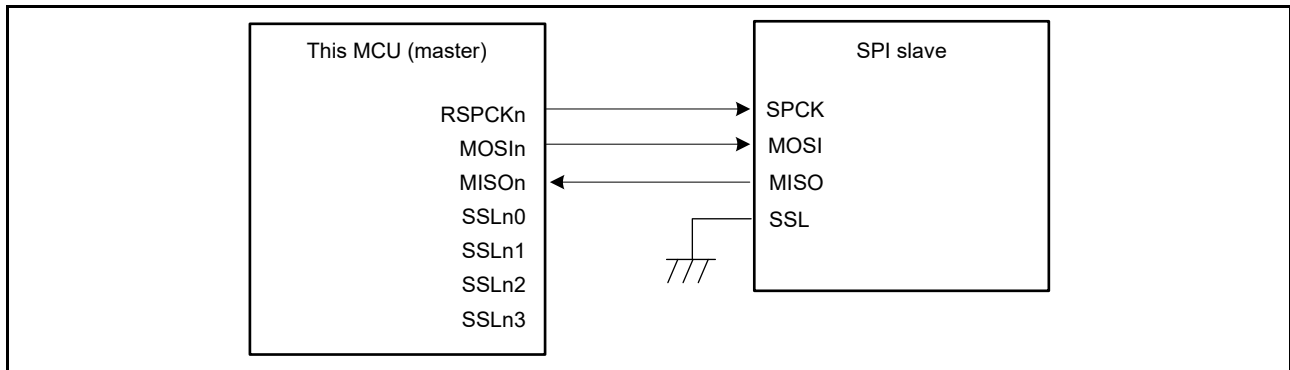 This MCU (master)
RSPCKn
MOSIn
MISOn
SSLn0
SSLn1
SSLn2
SSLn3
SPI slave
SPCK
MOSI
MISO
SSL